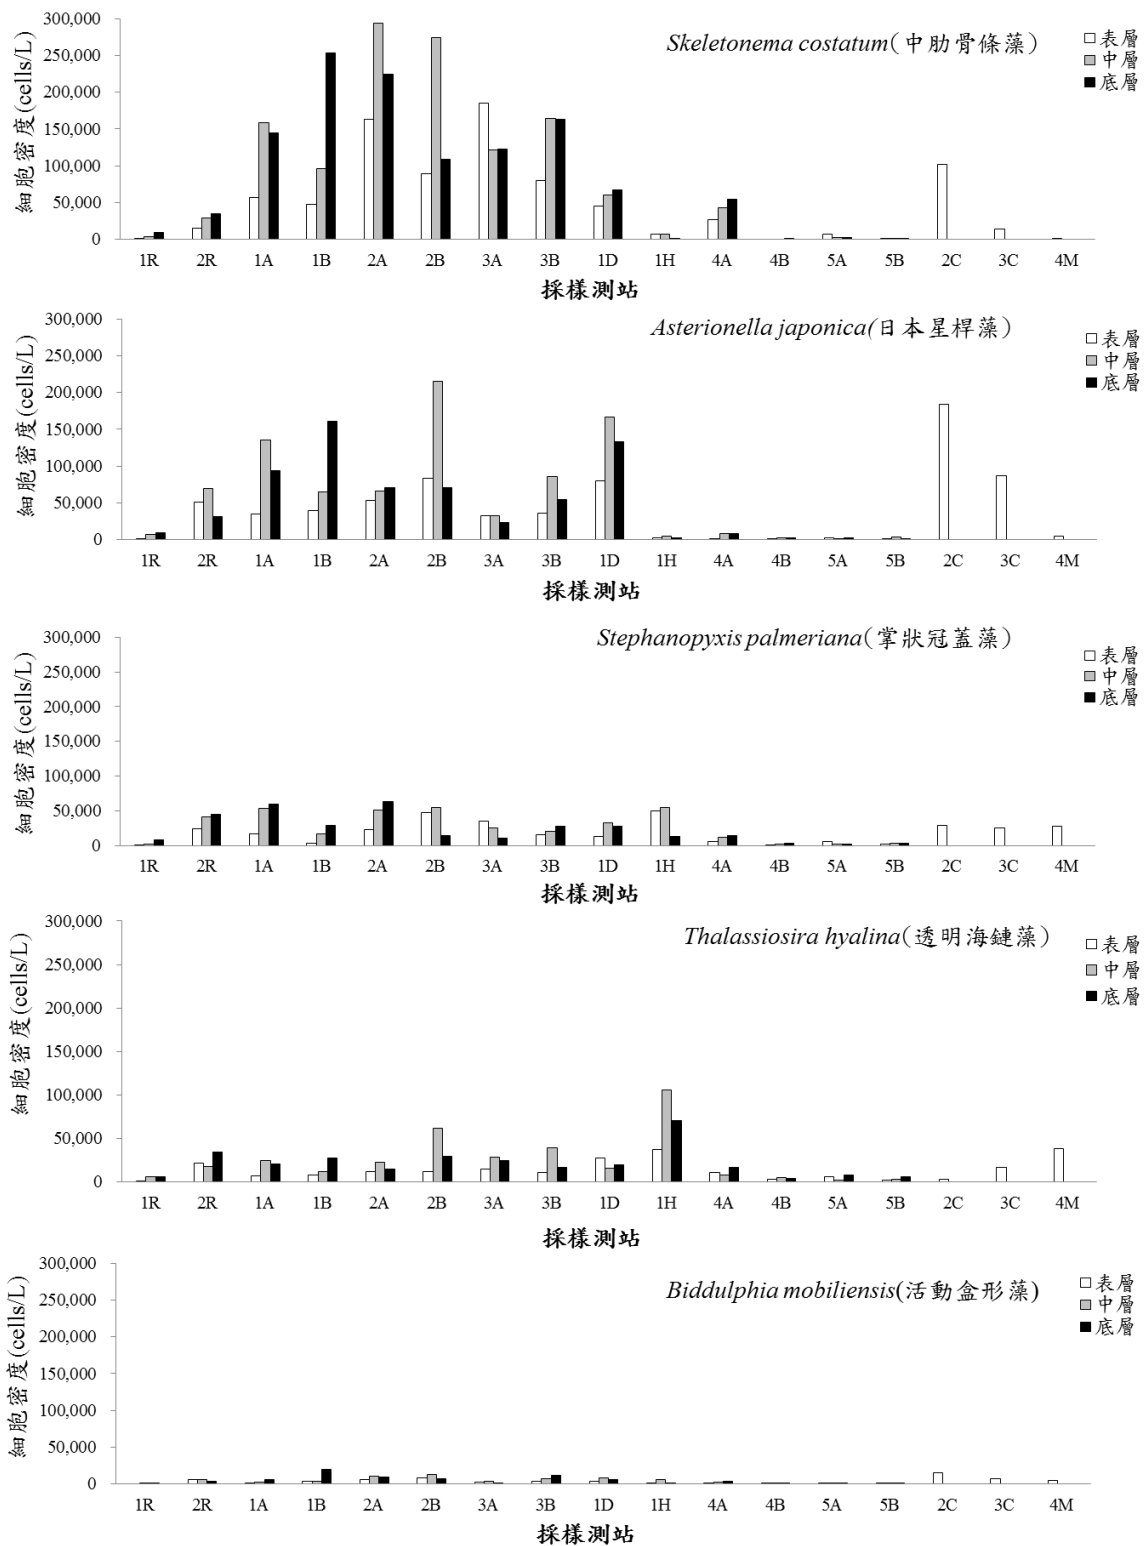 Skeletonema costatum(中肋骨條藻)
表層
中層
底層
細胞密度(cells/L)
300,000
250,000
200,000
150,000
100,000
50,000
0
1R 2R 1A 1B 2A 2B 3A 3B 1D 1H 4A 4B 5A 5B 2C 3C 4M
採樣測站
Asterionella japonica(日本星桿藻)
表層
中層
底層
細胞密度(cells/L)
300,000
250,000
200,000
150,000
100,000
50,000
0
1R 2R 1A 1B 2A 2B 3A 3B 1D 1H 4A 4B 5A 5B 2C 3C 4M
採樣測站
Stephanopyxis palmeriana(掌狀冠蓋藻)
表層
中層
底層
細胞密度(cells/L)
300,000
250,000
200,000
150,000
100,000
50,000
0
1R 2R 1A 1B 2A 2B 3A 3B 1D 1H 4A 4B 5A 5B 2C 3C 4M
採樣測站
Thalassiosira hyalina(透明海鏈藻)
表層
中層
底層
細胞密度(cells/L)
300,000
250,000
200,000
150,000
100,000
50,000
0
1R 2R 1A 1B 2A 2B 3A 3B 1D 1H 4A 4B 5A 5B 2C 3C 4M
採樣測站
Biddulphia mobiliensis(活動盒形藻)
表層
中層
底層
細胞密度(cells/L)
300,000
250,000
200,000
150,000
100,000
50,000
0
1R 2R 1A 1B 2A 2B 3A 3B 1D 1H 4A 4B 5A 5B 2C 3C 4M
採樣測站